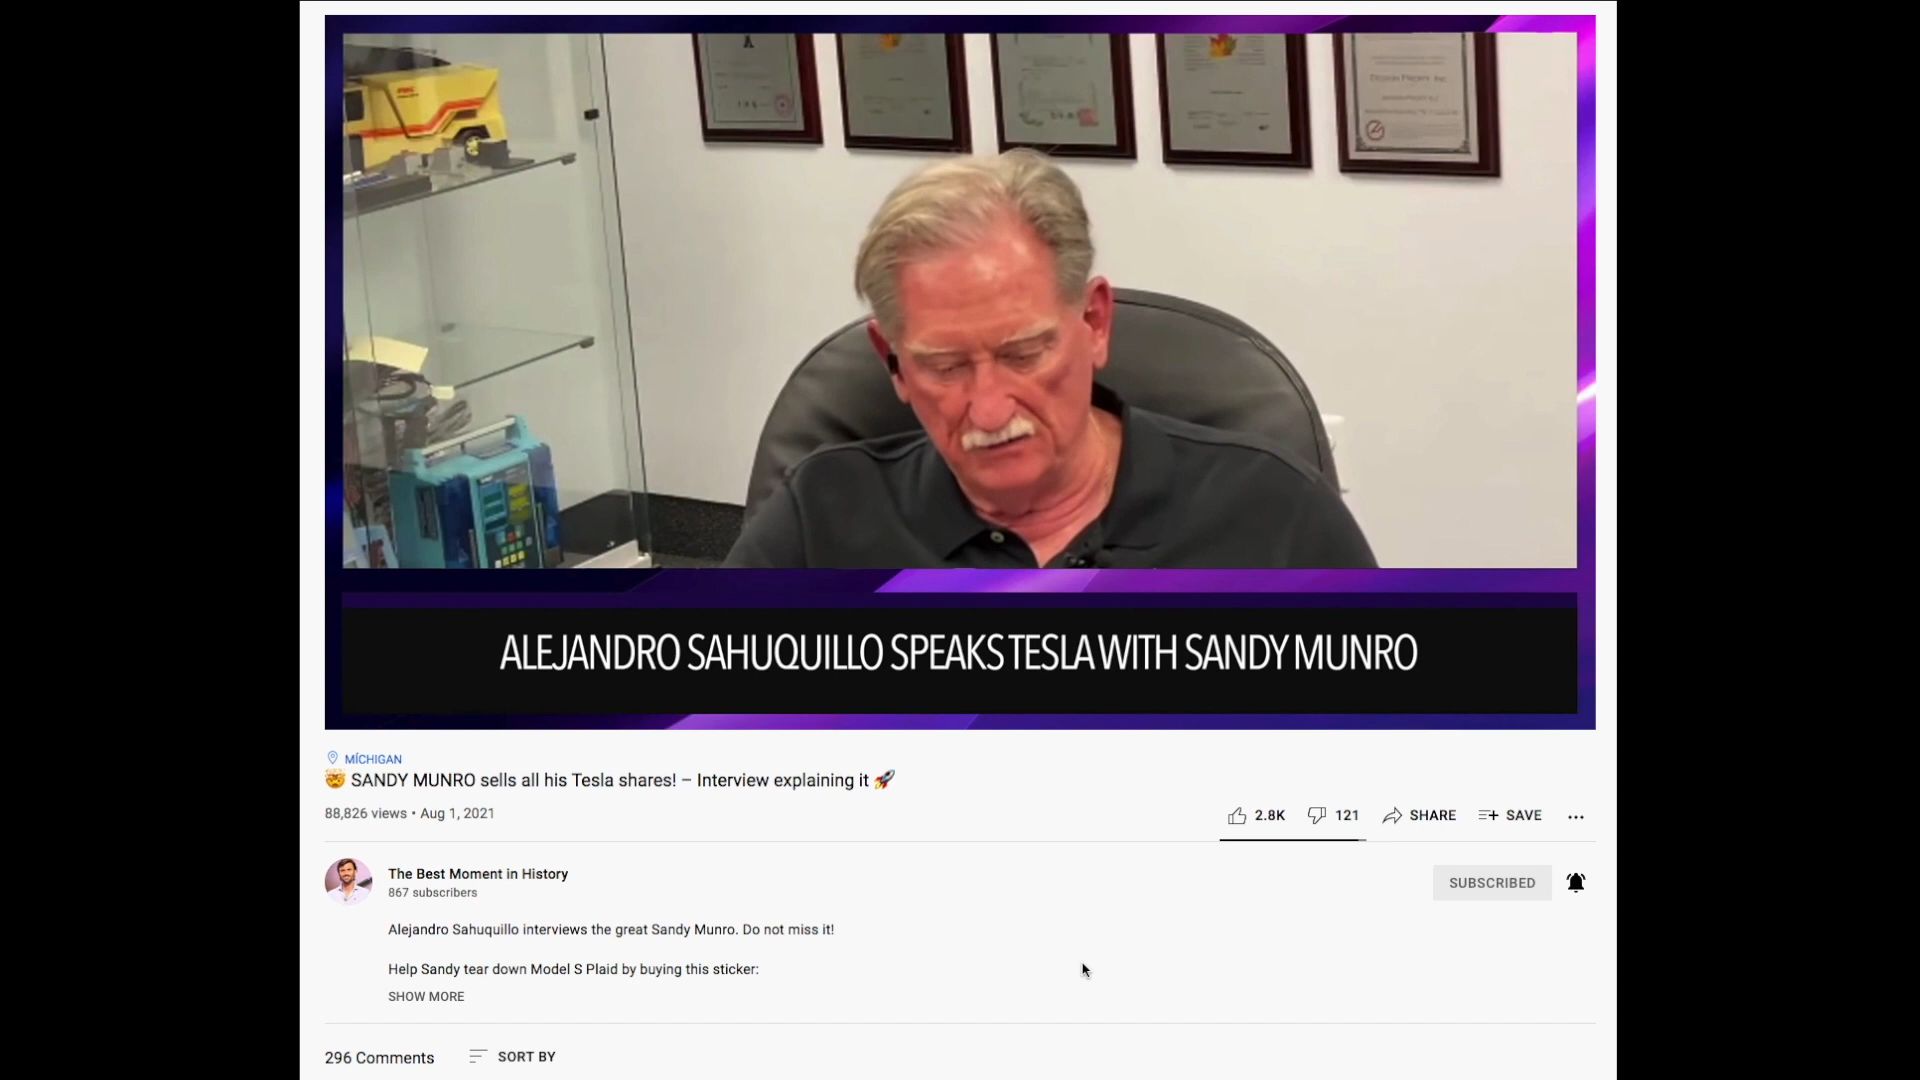 ALEJANDRO SAHUQUILLO SPEAKS TESLA WITH SANDY MUNRO
MÍCHIGAN
SANDY MUNRO sells all his Tesla shares! – Interview explaining it
88,826 views • Aug 1, 2021
2.8K
121
SHARE
SAVE
The Best Moment in History
867 subscribers
SUBSCRIBED
Alejandro Sahuquillo interviews the great Sandy Munro. Do not miss it!
Help Sandy tear down Model S Plaid by buying this sticker:
SHOW MORE
296 Comments
SORT BY